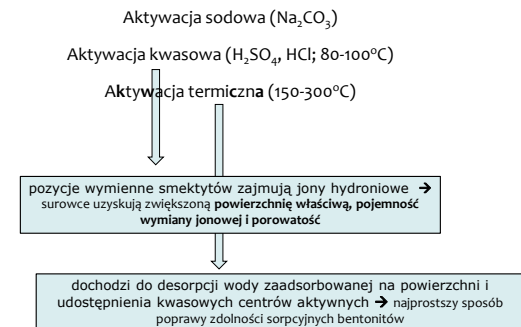 Aktywacja sodowa (Na₂CO₃)
Aktywacja kwasowa (H₂SO₄, HCl; 80-100°C)
Aktywacja termiczna (150-300°C)
pozycje wymienne smektytów zajmują jony hydroniowe →
surowce uzyskują zwiększoną powierzchnię właściwą, pojemność
wymiany jonowej i porowatość
dochodzi do desorpcji wody zaadsorbowanej na powierzchni i
udostępnienia kwasowych centrów aktywnych → najprostszy sposób
poprawy zdolności sorpcyjnych bentonitów